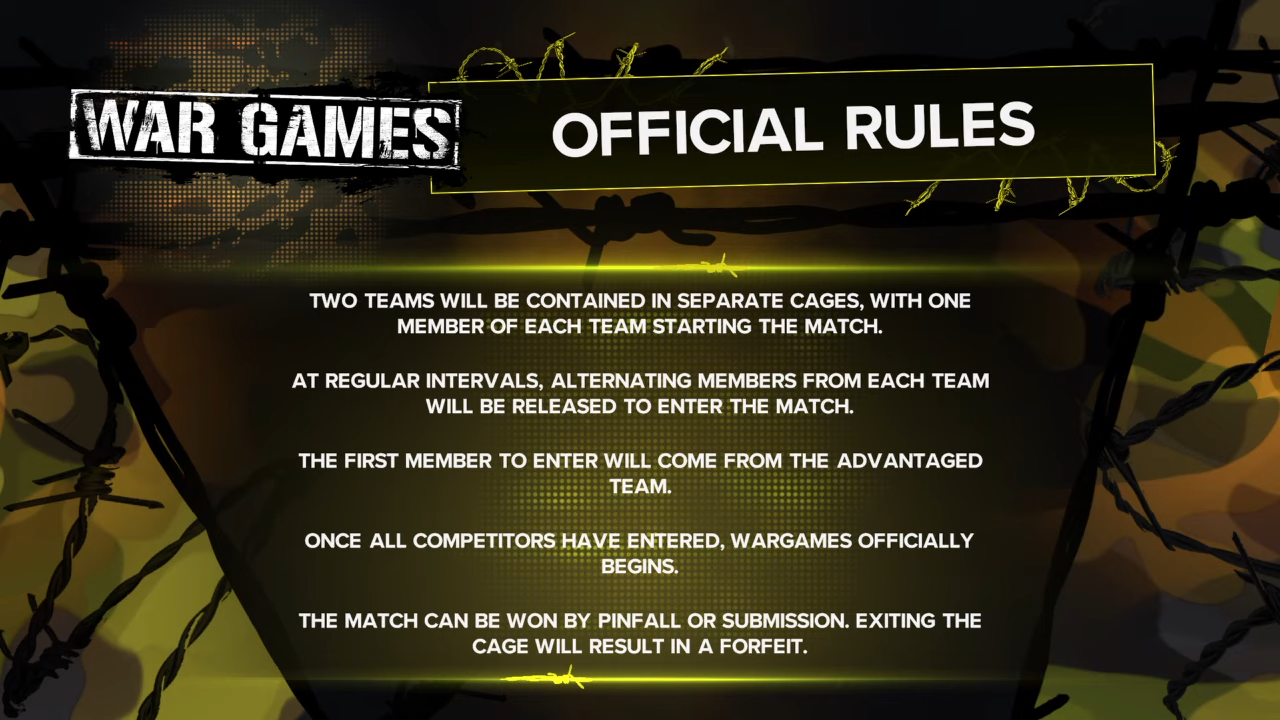 WAR GAMES
OFFICIAL RULES
TWO TEAMS WILL BE CONTAINED IN SEPARATE CAGES, WITH ONE
MEMBER OF EACH TEAM STARTING THE MATCH.
AT REGULAR INTERVALS, ALTERNATING MEMBERS FROM EACH TEAM
WILL BE RELEASED TO ENTER THE MATCH.
THE FIRST MEMBER TO ENTER WILL COME FROM THE ADVANTAGED
TEAM.
ONCE ALL COMPETITORS HAVE ENTERED, WARGAMES OFFICIALLY
BEGINS.
THE MATCH CAN BE WON BY PINFALL OR SUBMISSION. EXITING THE
CAGE WILL RESULT IN A FORFEIT.